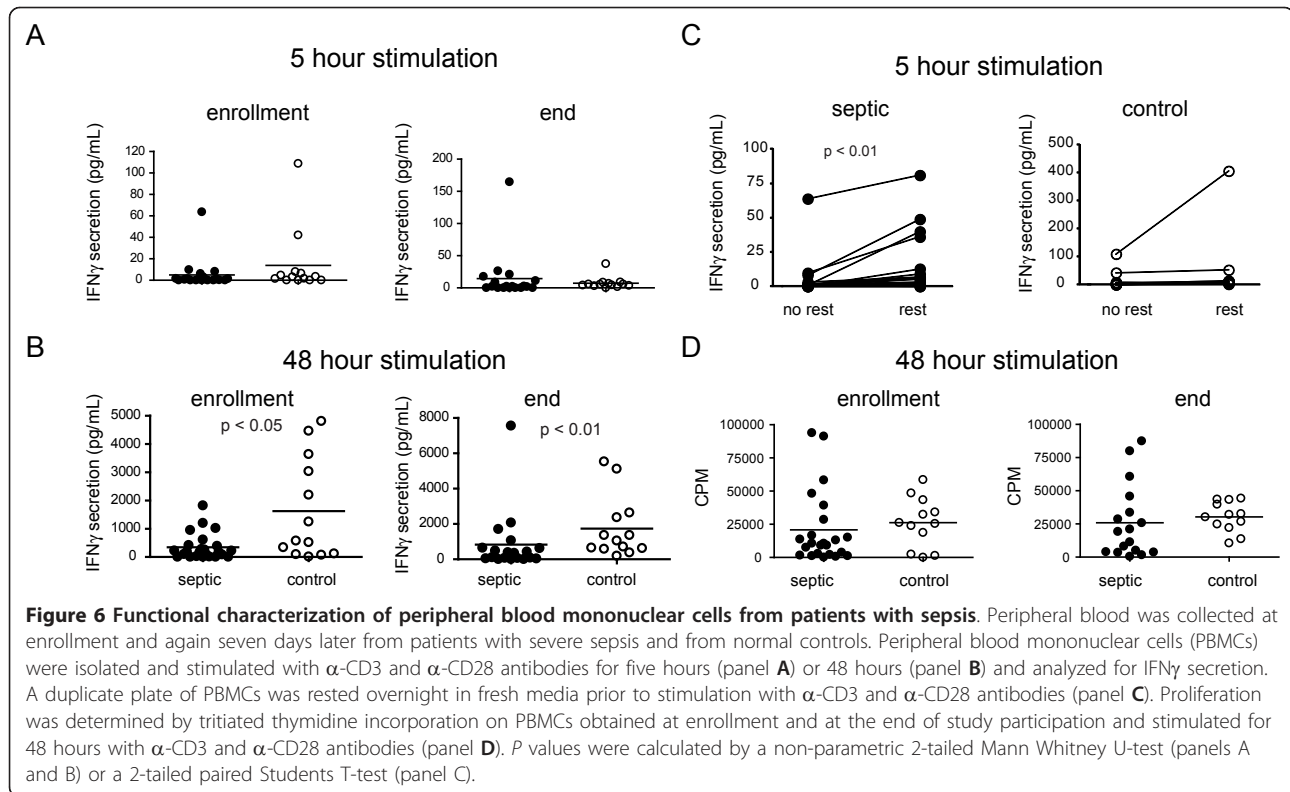 A
5 hour stimulation
enrollment
end
IFNγ secretion (pg/mL)
120
100
80
60
40
20
0
IFNγ secretion (pg/mL)
200
150
100
50
0
C
5 hour stimulation
septic
control
IFNγ secretion (pg/mL)
100
75
50
25
0
p < 0.01
no rest
rest
IFNγ secretion (pg/mL)
500
400
300
200
100
0
no rest
rest
B
48 hour stimulation
enrollment
end
IFNγ secretion (pg/mL)
5000
4000
3000
2000
1000
0
p < 0.05
septic
control
IFNγ secretion (pg/mL)
8000
6000
4000
2000
0
p < 0.01
septic
control
D
48 hour stimulation
enrollment
end
CPM
100000
75000
50000
25000
0
septic
control
CPM
100000
75000
50000
25000
0
septic
control
Figure 6 Functional characterization of peripheral blood mononuclear cells from patients with sepsis. Peripheral blood was collected at
enrollment and again seven days later from patients with severe sepsis and from normal controls. Peripheral blood mononuclear cells (PBMCs)
were isolated and stimulated with α-CD3 and α-CD28 antibodies for five hours (panel A) or 48 hours (panel B) and analyzed for IFNγ secretion.
A duplicate plate of PBMCs was rested overnight in fresh media prior to stimulation with α-CD3 and α-CD28 antibodies (panel C). Proliferation
was determined by tritiated thymidine incorporation on PBMCs obtained at enrollment and at the end of study participation and stimulated for
48 hours with α-CD3 and α-CD28 antibodies (panel D). P values were calculated by a non-parametric 2-tailed Mann Whitney U-test (panels A
and B) or a 2-tailed paired Students T-test (panel C).